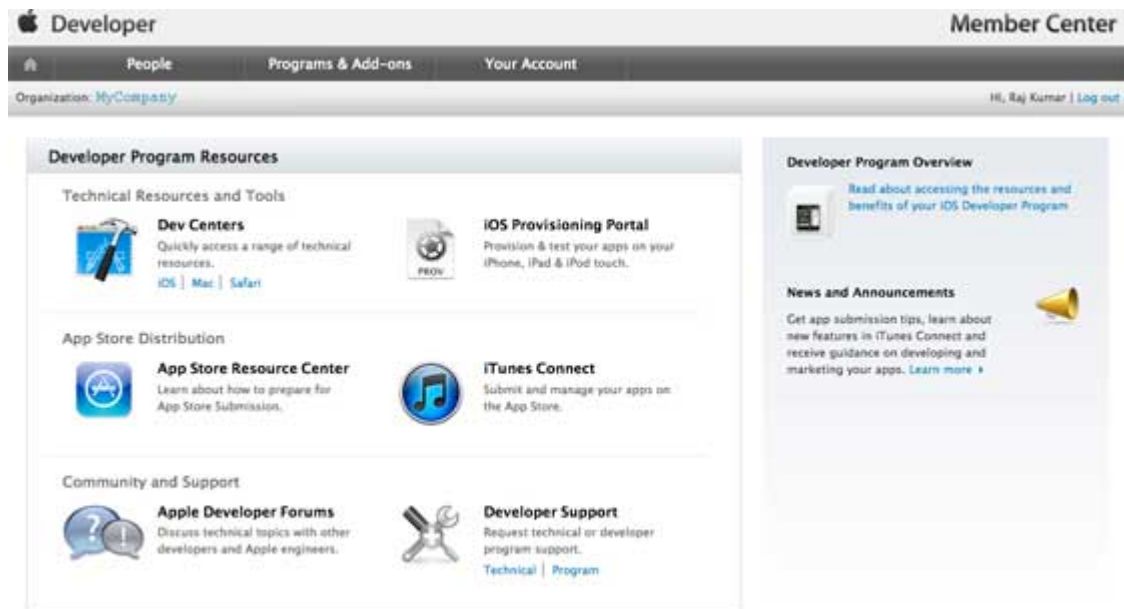 Developer
Member Center
People
Programs & Add-ons
Your Account
Organization: MyCompany
Hi, Raj Kumar | Log out
Developer Program Resources
Technical Resources and Tools
Dev Centers
Quickly access a range of technical
resources.
iOS | Mac | Safari
iOS Provisioning Portal
Provision & test your apps on your
iPhone, iPad & iPod touch.
PROV
App Store Distribution
App Store Resource Center
Learn about how to prepare for
App Store Submission.
iTunes Connect
Submit and manage your apps on
the App Store.
Community and Support
Apple Developer Forums
Discuss technical topics with other
developers and Apple engineers.
Developer Support
Request technical or developer
program support.
Technical | Program
Developer Program Overview
Read about accessing the resources and
benefits of your iOS Developer Program
News and Announcements
Get app submission tips, learn about
new features in iTunes Connect and
receive guidance on developing and
marketing your apps. Learn more